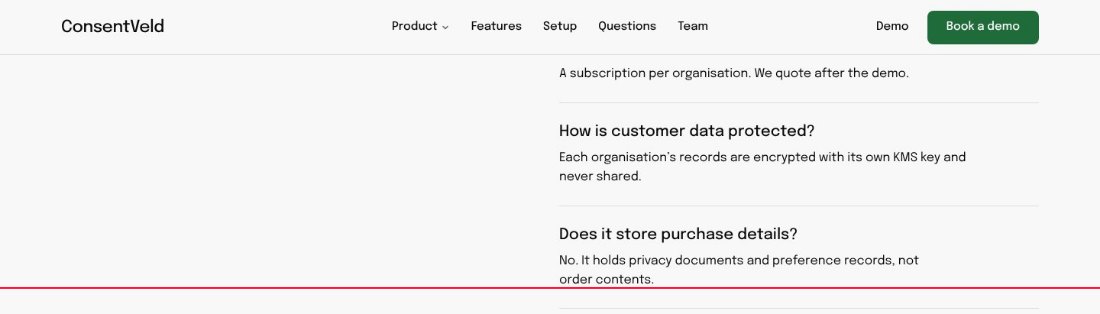 ConsentVeld
Product
Features
Setup
Questions
Team
Demo
Book a demo
A subscription per organisation. We quote after the demo.
How is customer data protected?
Each organisation's records are encrypted with its own KMS key and
never shared.
Does it store purchase details?
No. It holds privacy documents and preference records, not
order contents.